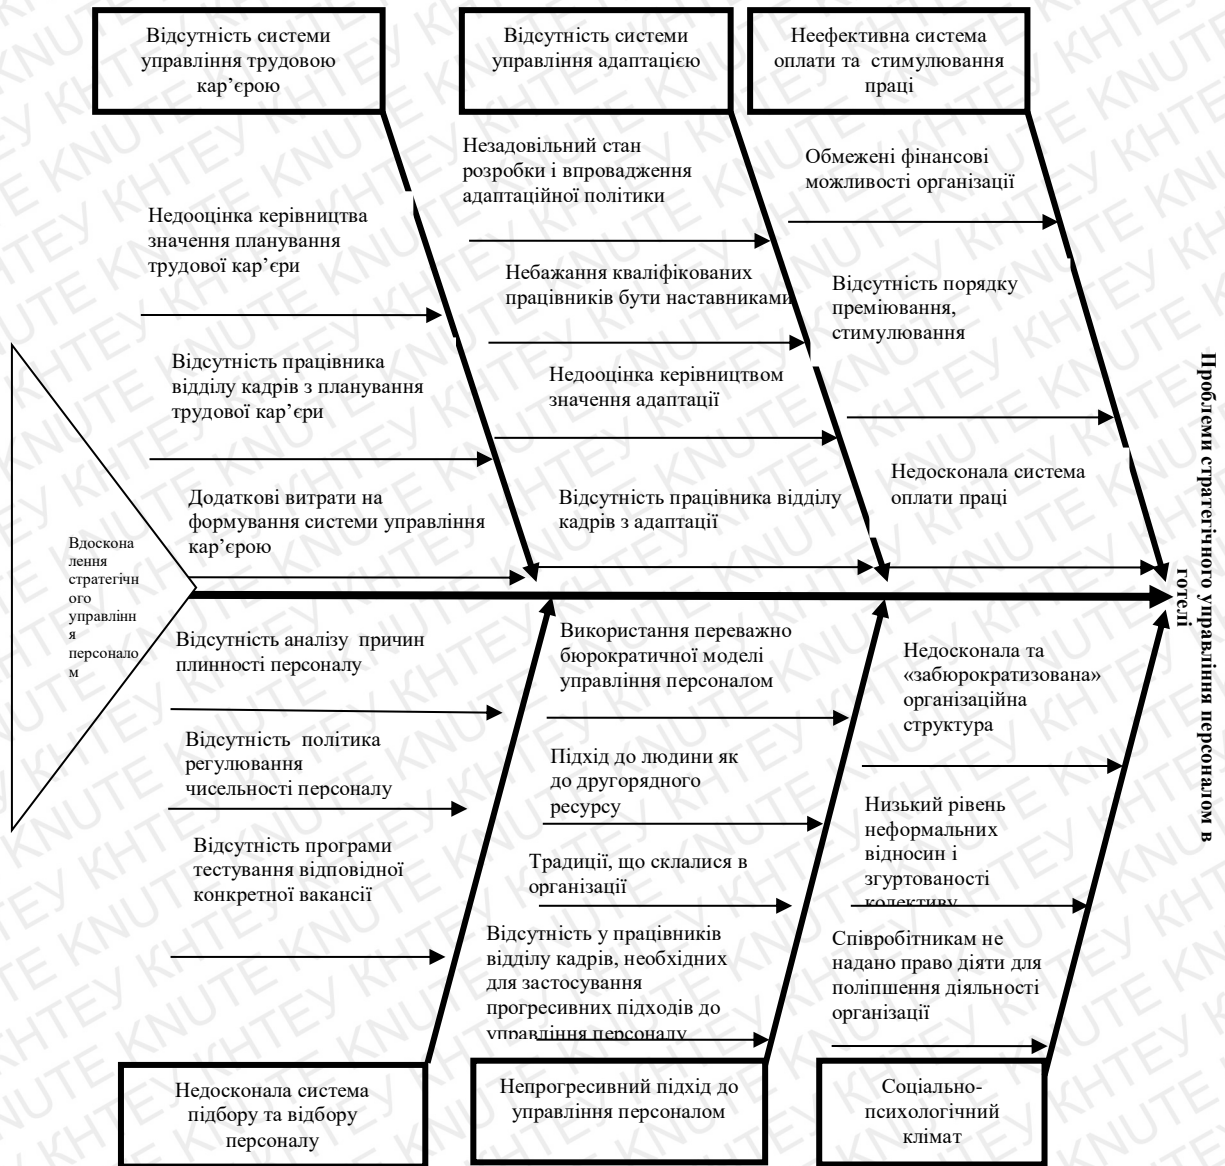 Відсутність системи
управління трудовою
кар’єрою
Відсутність системи
управління адаптацією
Неефективна система
оплати та стимулювання
праці
Недооцінка керівництва
значення планування
трудової кар’єри
Відсутність працівника
відділу кадрів з планування
трудової кар’єри
Додаткові витрати на
формування системи управління
кар’єрою
Незадовільний стан
розробки і впровадження
адаптаційної політики
Небажання кваліфікованих
працівників бути наставниками
Недооцінка керівництвом
значення адаптації
Відсутність працівника відділу
кадрів з адаптації
Обмежені фінансові
можливості організації
Відсутність порядку
преміювання,
стимулювання
Недосконала система
оплати праці
Вдоскона
лення
стратегічн
ого
управлінн
я
персонало
м
Проблеми стратегічного управління персоналом в
готелі
Відсутність аналізу причин
плинності персоналу
Відсутність політика
регулювання
чисельності персоналу
Відсутність програми
тестування відповідної
конкретної вакансії
Використання переважно
бюрократичної моделі
управління персоналом
Підхід до людини як
до другорядного
ресурсу
Традиції, що склалися в
організації
Відсутність у працівників
відділу кадрів, необхідних
для застосування
прогресивних підходів до
управління персоналу
Недосконала та
«забюрократизована»
організаційна
структура
Низький рівень
неформальних
відносин і
згуртованості
колективу
Співробітникам не
надано право діяти для
поліпшення діяльності
організації
Недосконала система
підбору та відбору
персоналу
Непрогресивний підхід до
управління персоналом
Соціально-
психологічний
клімат